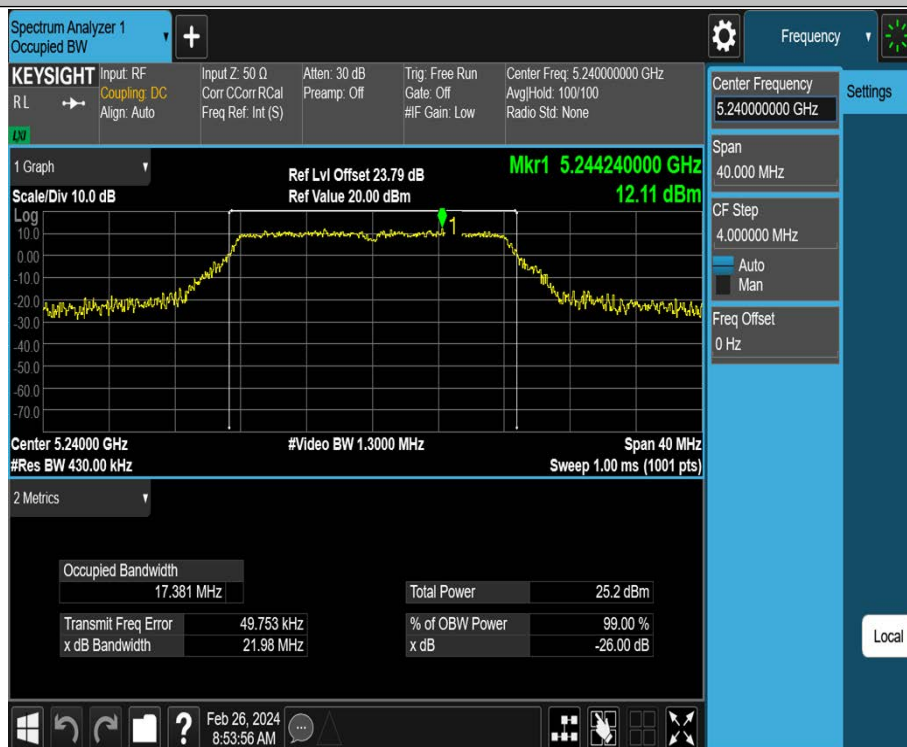 Spectrum Analyzer 1
Occupied BW
+
Frequency
KEYSIGHT
RL
LXI
Input: RF
Coupling: DC
Align: Auto
Input Z: 50 Ω
Corr CCorr RCal
Freq Ref: Int (S)
Atten: 30 dB
Preamp: Off
Trig: Free Run
Gate: Off
#IF Gain: Low
Center Freq: 5.240000000 GHz
Avg|Hold: 100/100
Radio Std: None
Center Frequency
5.240000000 GHz
Settings
Span
40.000 MHz
CF Step
4.000000 MHz
Auto
Man
Freq Offset
0 Hz
Local
1 Graph
Scale/Div 10.0 dB
Ref Lvl Offset 23.79 dB
Ref Value 20.00 dBm
Mkr1 5.244240000 GHz
12.11 dBm
Log
10.0
0.00
-10.0
-20.0
-30.0
-40.0
-50.0
-60.0
-70.0
1
Center 5.24000 GHz
#Video BW 1.3000 MHz
Span 40 MHz
#Res BW 430.00 kHz
Sweep 1.00 ms (1001 pts)
2 Metrics
Occupied Bandwidth
17.381 MHz
Total Power 25.2 dBm
Transmit Freq Error 49.753 kHz
% of OBW Power 99.00 %
x dB Bandwidth 21.98 MHz
x dB -26.00 dB
?
Feb 26, 2024
8:53:56 AM